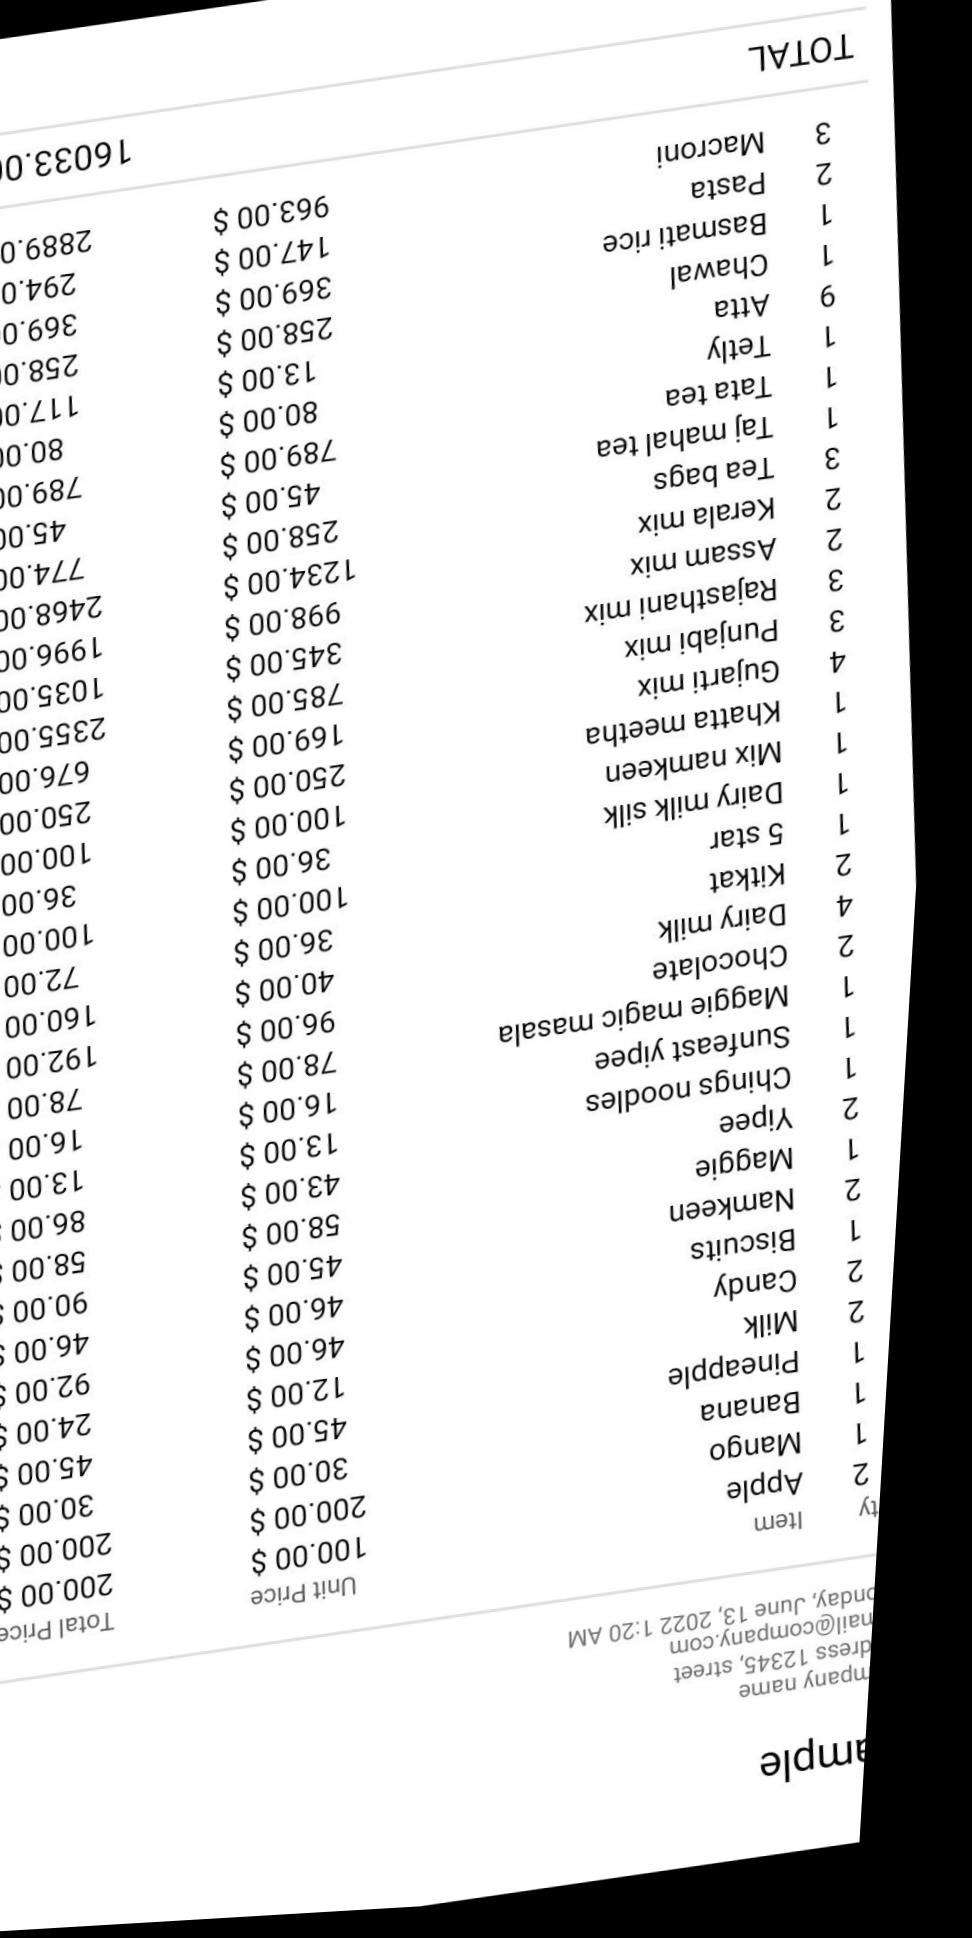 ample
mpany name
dress 12345, street
mail@company.com
onday, June 13, 2022 1:20 AM
ty Item Unit Price Total Price
2 Apple 100.00 $ 200.00 $
1 Mango 200.00 $ 200.00 $
1 Banana 30.00 $ 30.00 $
1 Pineapple 45.00 $ 45.00 $
2 Milk 12.00 $ 24.00 $
2 Candy 46.00 $ 92.00 $
1 Biscuits 46.00 $ 46.00 $
2 Namkeen 45.00 $ 90.00 $
1 Maggie 58.00 $ 58.00 $
2 Yipee 43.00 $ 86.00 $
1 Chings noodles 13.00 $ 13.00
1 Sunfeast yipee 16.00 $ 16.00
1 Maggie magic masala 78.00 $ 78.00
2 Chocolate 96.00 $ 192.00
4 Dairy milk 40.00 $ 160.00
2 Kitkat 36.00 $ 72.00
1 5 star 100.00 $ 100.00
1 Dairy milk silk 36.00 $ 36.00
1 Mix namkeen 100.00 $ 100.00
1 Khatta meetha 250.00 $ 250.00
4 Gujarti mix 169.00 $ 676.00
3 Punjabi mix 785.00 $ 2355.00
3 Rajasthani mix 345.00 $ 1035.00
2 Assam mix 998.00 $ 1996.00
2 Kerala mix 1234.00 $ 2468.00
3 Tea bags 258.00 $ 774.00
1 Taj mahal tea 45.00 $ 45.00
1 Tata tea 789.00 $ 789.00
1 Tetly 80.00 $ 80.00
9 Atta 13.00 $ 117.00
1 Chawal 258.00 $ 258.00
1 Basmati rice 369.00 $ 369.00
2 Pasta 147.00 $ 294.0
3 Macroni 963.00 $ 2889.0
TOTAL 16033.00